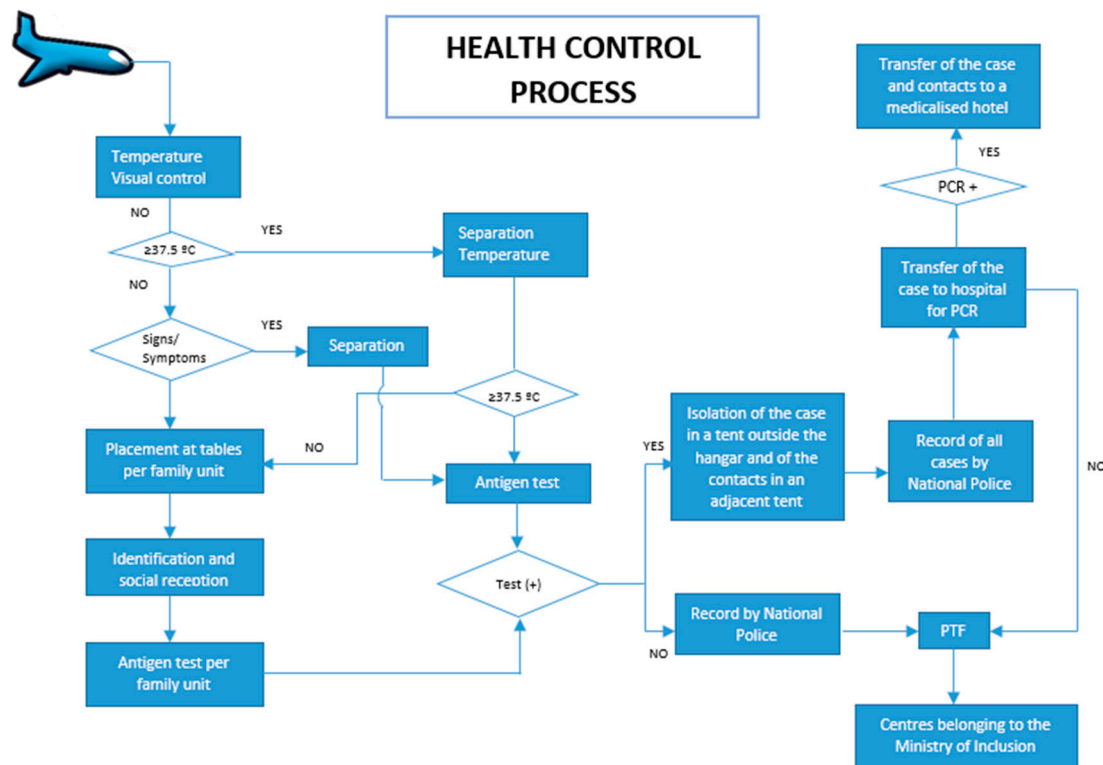 HEALTH CONTROL
PROCESS
Temperature
Visual control
NO
≥37.5 ºC
YES
Separation
Temperature
NO
Signs/
Symptoms
YES
Separation
≥37.5 ºC
NO
Placement at tables
per family unit
Antigen test
Identification and
social reception
Test (+)
Antigen test per
family unit
YES
Isolation of the case
in a tent outside the
hangar and of the
contacts in an
adjacent tent
Record of all
cases by
National Police
Transfer of the
case to hospital
for PCR
PCR +
YES
Transfer of the case
and contacts to a
medicalised hotel
NO
NO
Record by National
Police
PTF
Centres belonging to the
Ministry of Inclusion